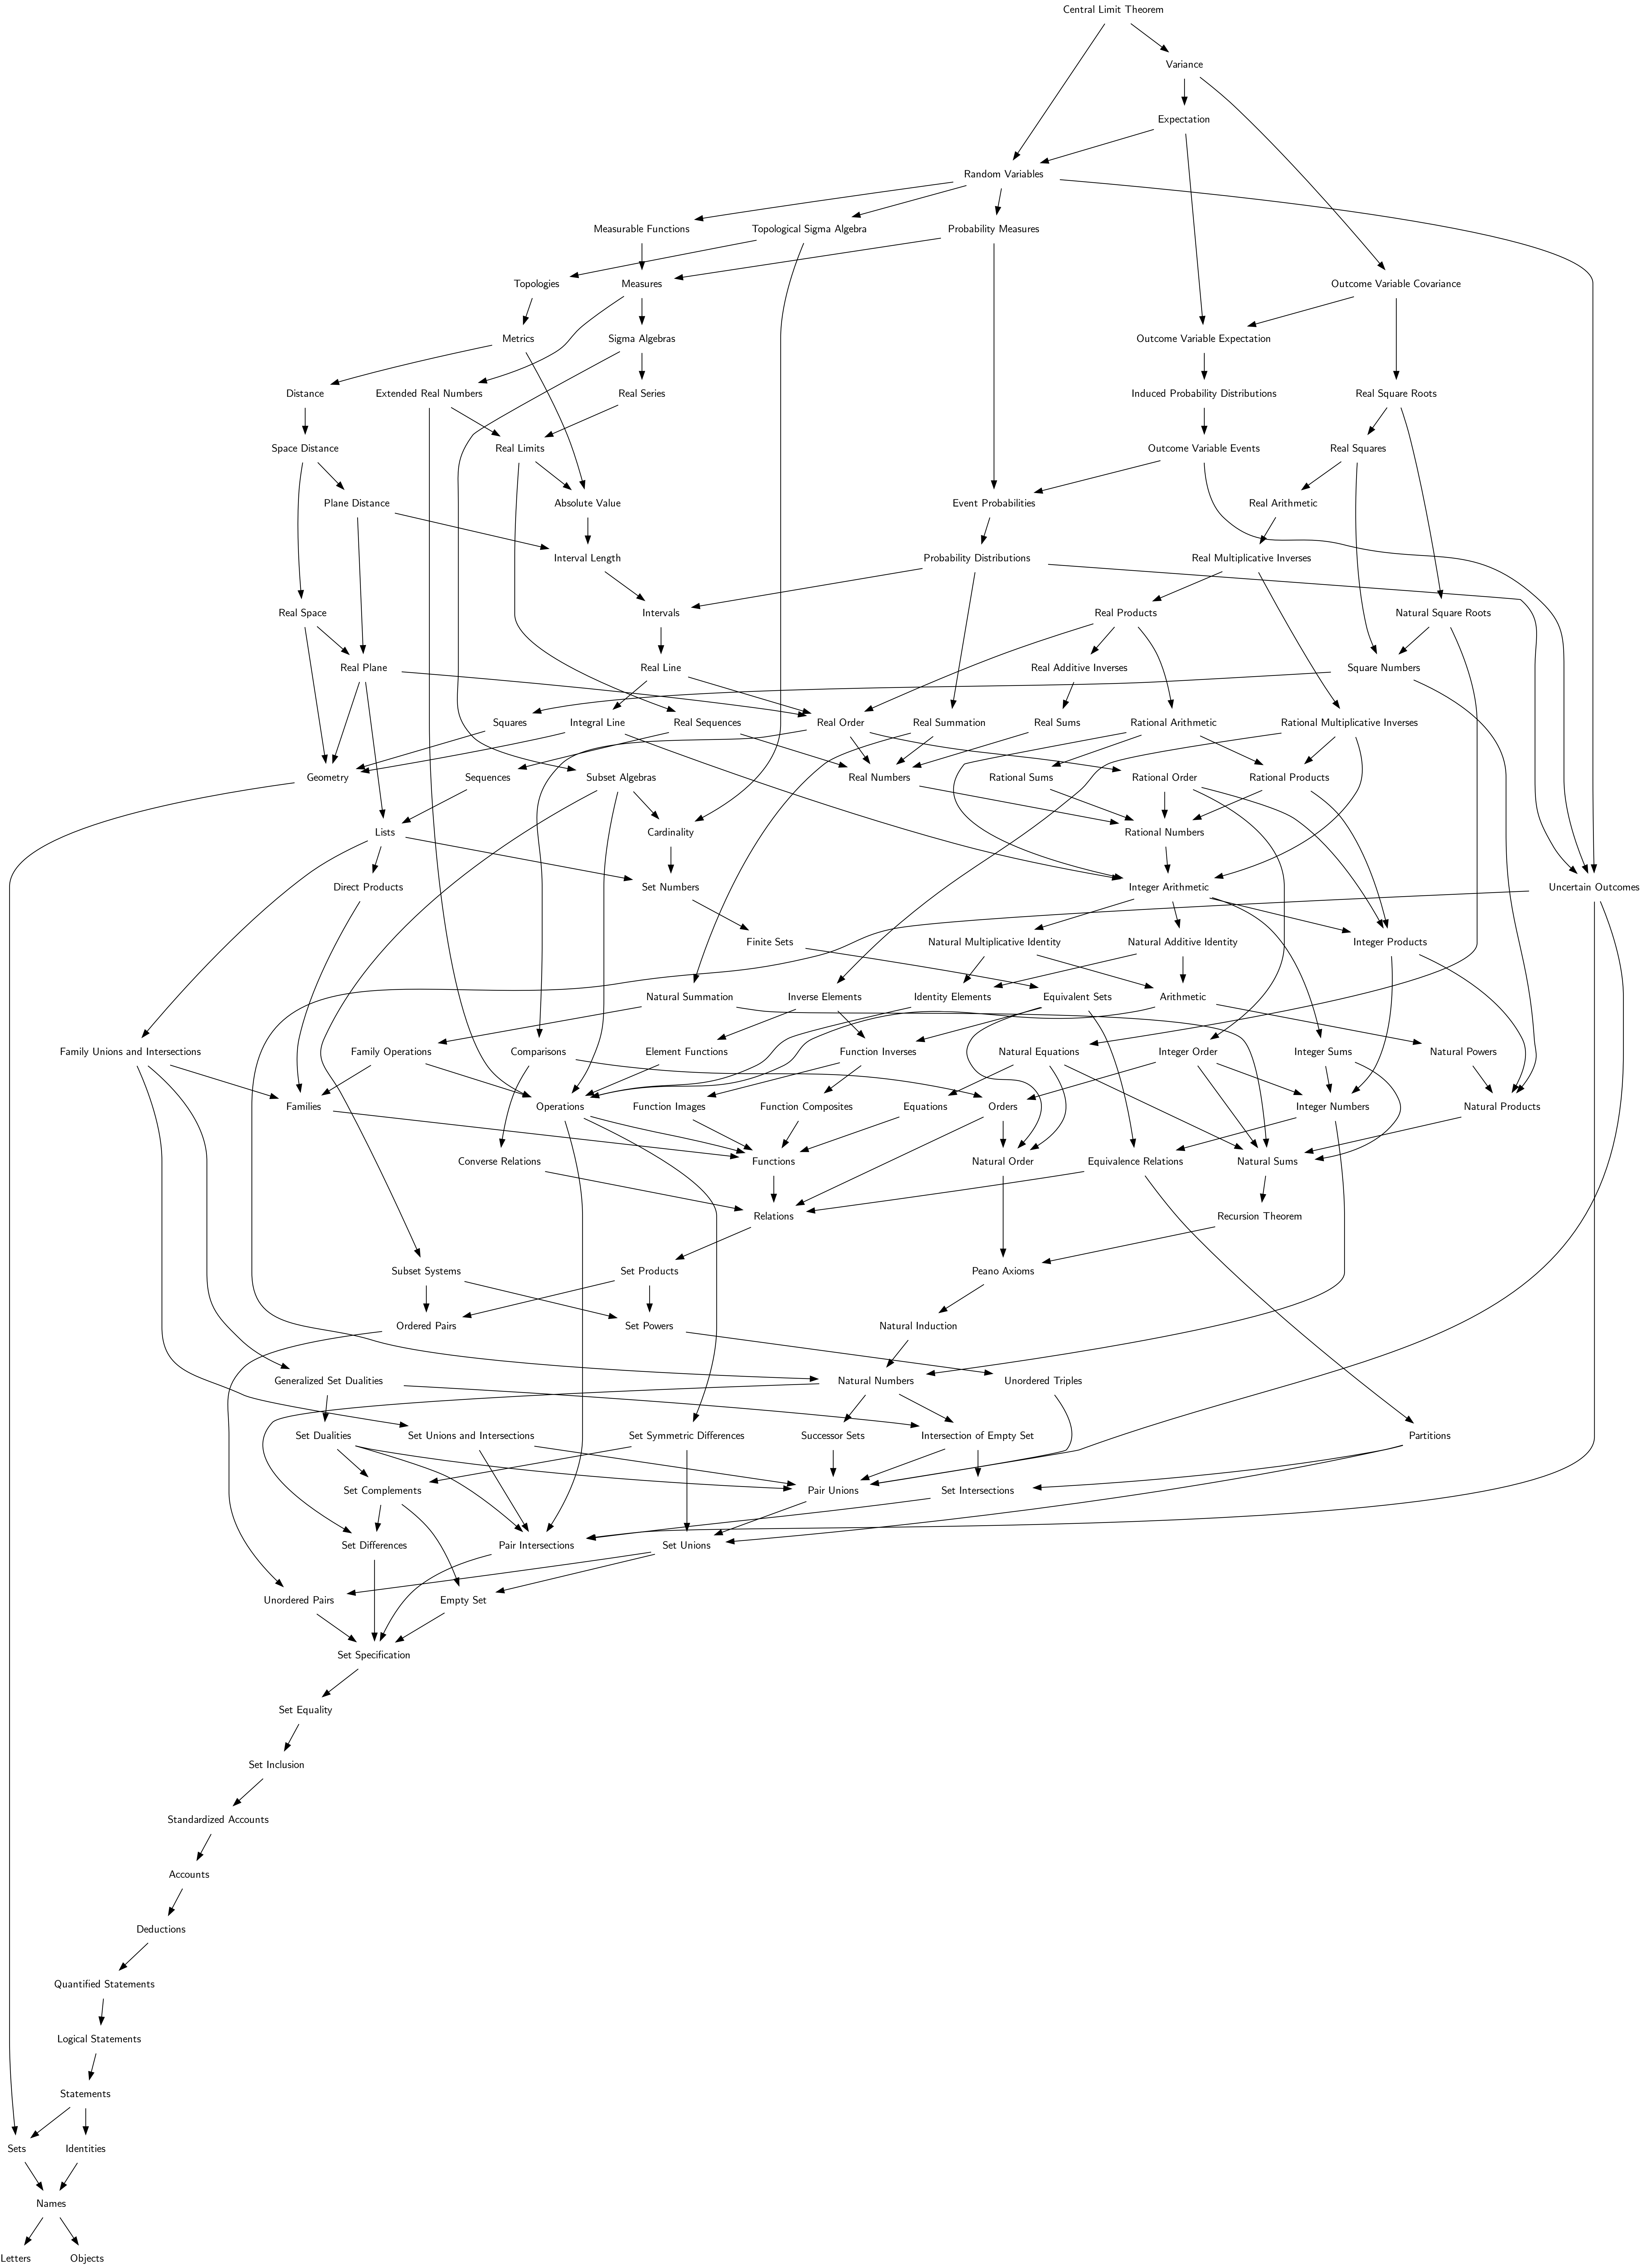 Central Limit Theorem
Variance
Expectation
Random Variables
Measurable Functions
Topological Sigma Algebra
Probability Measures
Topologies
Measures
Outcome Variable Covariance
Metrics
Sigma Algebras
Outcome Variable Expectation
Distance
Extended Real Numbers
Real Series
Induced Probability Distributions
Real Square Roots
Space Distance
Real Limits
Outcome Variable Events
Real Squares
Plane Distance
Absolute Value
Event Probabilities
Real Arithmetic
Interval Length
Probability Distributions
Real Multiplicative Inverses
Real Space
Intervals
Real Products
Natural Square Roots
Real Plane
Real Line
Real Additive Inverses
Square Numbers
Squares
Integral Line
Real Sequences
Real Order
Real Summation
Real Sums
Rational Arithmetic
Rational Multiplicative Inverses
Geometry
Sequences
Subset Algebras
Real Numbers
Rational Sums
Rational Order
Rational Products
Lists
Cardinality
Rational Numbers
Direct Products
Set Numbers
Integer Arithmetic
Uncertain Outcomes
Finite Sets
Natural Multiplicative Identity
Natural Additive Identity
Integer Products
Natural Summation
Inverse Elements
Identity Elements
Equivalent Sets
Arithmetic
Family Unions and Intersections
Family Operations
Comparisons
Element Functions
Function Inverses
Natural Equations
Integer Order
Integer Sums
Natural Powers
Families
Operations
Function Images
Function Composites
Equations
Orders
Integer Numbers
Natural Products
Converse Relations
Functions
Natural Order
Equivalence Relations
Natural Sums
Relations
Recursion Theorem
Subset Systems
Set Products
Peano Axioms
Ordered Pairs
Set Powers
Natural Induction
Generalized Set Dualities
Natural Numbers
Unordered Triples
Set Dualities
Set Unions and Intersections
Set Symmetric Differences
Successor Sets
Intersection of Empty Set
Partitions
Set Complements
Pair Unions
Set Intersections
Set Differences
Pair Intersections
Set Unions
Unordered Pairs
Empty Set
Set Specification
Set Equality
Set Inclusion
Standardized Accounts
Accounts
Deductions
Quantified Statements
Logical Statements
Statements
Sets
Identities
Names
Letters
Objects